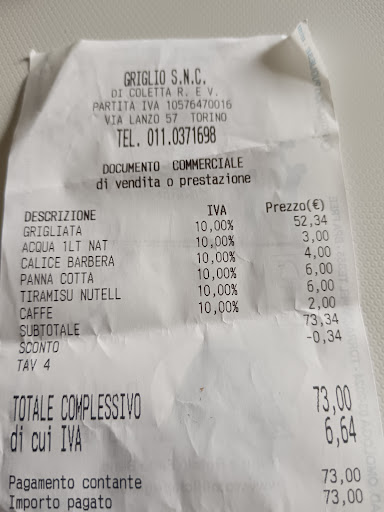 GRIGLIO S.N.C.
DI COLETTA R. E V.
PARTITA IVA 10576470016
VIA LANZO 57 TORINO
TEL. 011.0371698
DOCUMENTO COMMERCIALE
di vendita o prestazione
DESCRIZIONE IVA Prezzo(€)
GRIGLIATA 10,00% 52,34
ACQUA 1LT NAT 10,00% 3,00
CALICE BARBERA 10,00% 4,00
PANNA COTTA 10,00% 6,00
TIRAMISU NUTELL 10,00% 6,00
CAFFE 10,00% 2,00
SUBTOTALE 73,34
SCONTO -0,34
TAV 4
TOTALE COMPLESSIVO 73,00
di cui IVA 6,64
Pagamento contante 73,00
Importo pagato 73,00